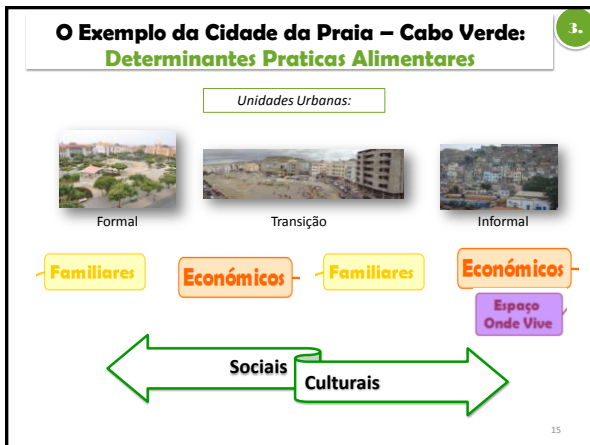 O Exemplo da Cidade da Praia – Cabo Verde:
Determinantes Praticas Alimentares
3.
Unidades Urbanas:
Formal
Transição
Informal
Familiares
Económicos
Familiares
Económicos
Espaço
Onde Vive
Sociais
Culturais
15